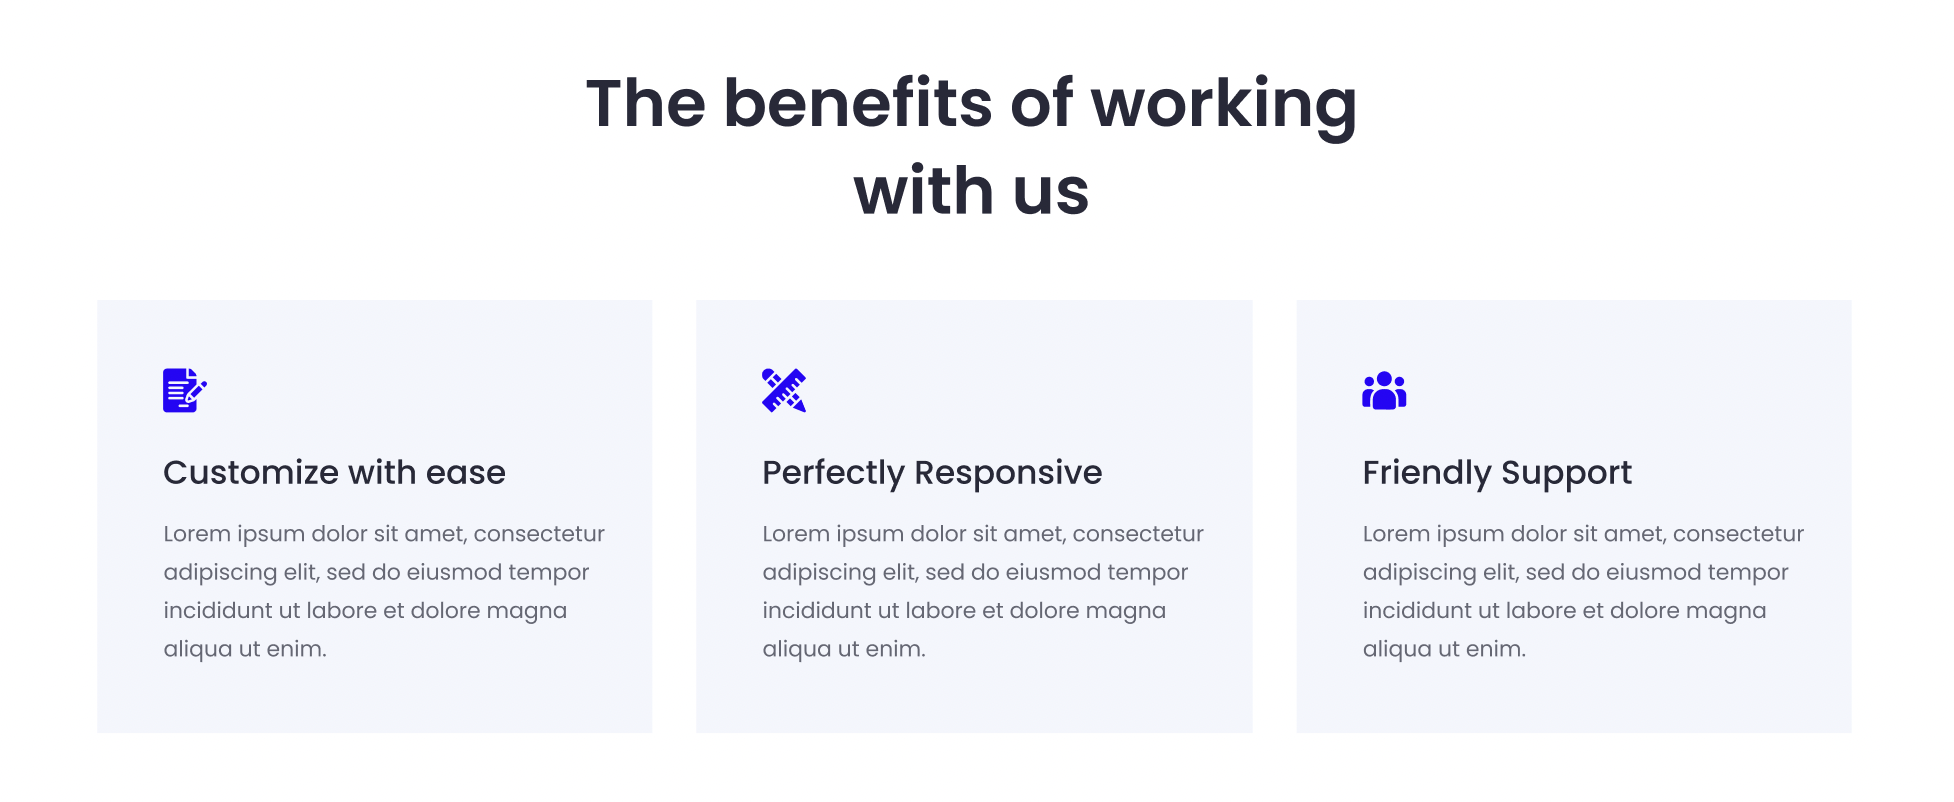 The benefits of working
with us
Customize with ease
Lorem ipsum dolor sit amet, consectetur
adipiscing elit, sed do eiusmod tempor
incididunt ut labore et dolore magna
aliqua ut enim.
Perfectly Responsive
Lorem ipsum dolor sit amet, consectetur
adipiscing elit, sed do eiusmod tempor
incididunt ut labore et dolore magna
aliqua ut enim.
Friendly Support
Lorem ipsum dolor sit amet, consectetur
adipiscing elit, sed do eiusmod tempor
incididunt ut labore et dolore magna
aliqua ut enim.